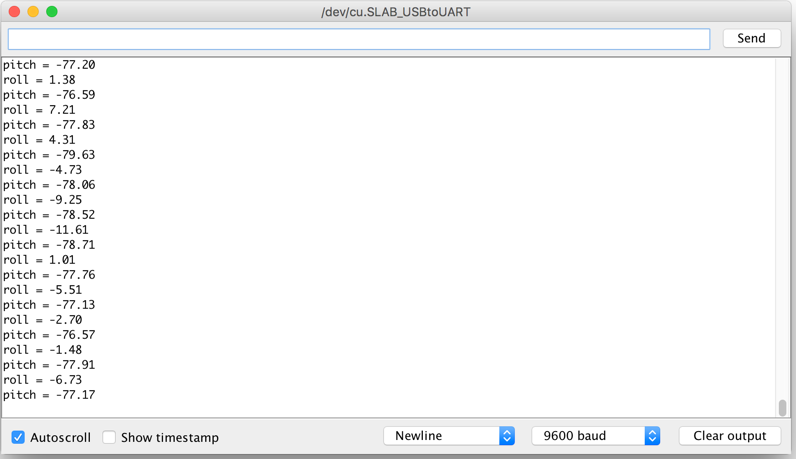 /dev/cu.SLAB_USBtoUART
Send
pitch = -77.20
roll = 1.38
pitch = -76.59
roll = 7.21
pitch = -77.83
roll = 4.31
pitch = -79.63
roll = -4.73
pitch = -78.06
roll = -9.25
pitch = -78.52
roll = -11.61
pitch = -78.71
roll = 1.01
pitch = -77.76
roll = -5.51
pitch = -77.13
roll = -2.70
pitch = -76.57
roll = -1.48
pitch = -77.91
roll = -6.73
pitch = -77.17
Autoscroll Show timestamp Newline 9600 baud Clear output